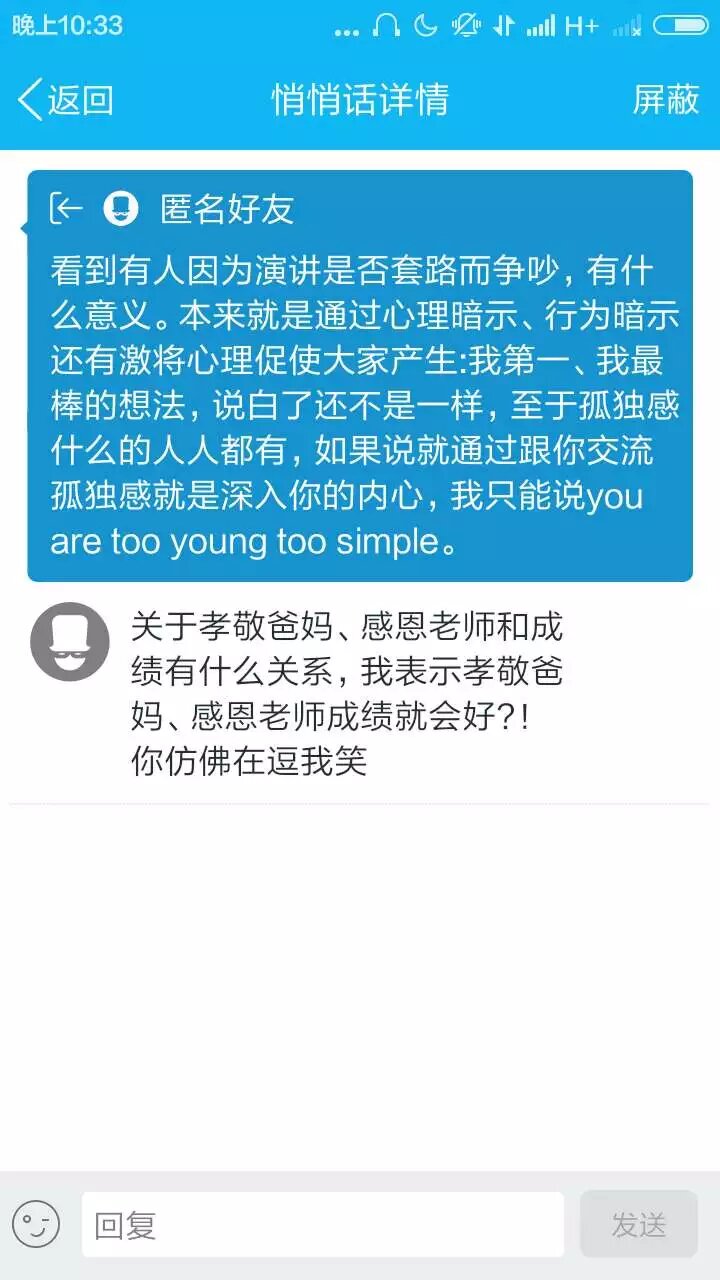 晚上10:33
H+
返回
悄悄话详情
屏蔽
匿名好友
看到有人因为演讲是否套路而争吵，有什
么意义。本来就是通过心理暗示、行为暗示
还有激将心理促使大家产生:我第一、我最
棒的想法，说白了还不是一样，至于孤独感
什么的人人都有，如果说就通过跟你交流
孤独感就是深入你的内心，我只能说you
are too young too simple。
关于孝敬爸妈、感恩老师和成
绩有什么关系，我表示孝敬爸
妈、感恩老师成绩就会好?!
你仿佛在逗我笑
回复
发送